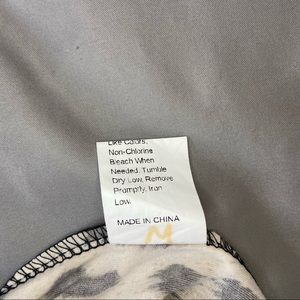 Like Colors,
Non-Chlorine
Bleach When
Needed, Tumble
Dry Low, Remove
Promptly, Iron
Low.
MADE IN CHINA
M